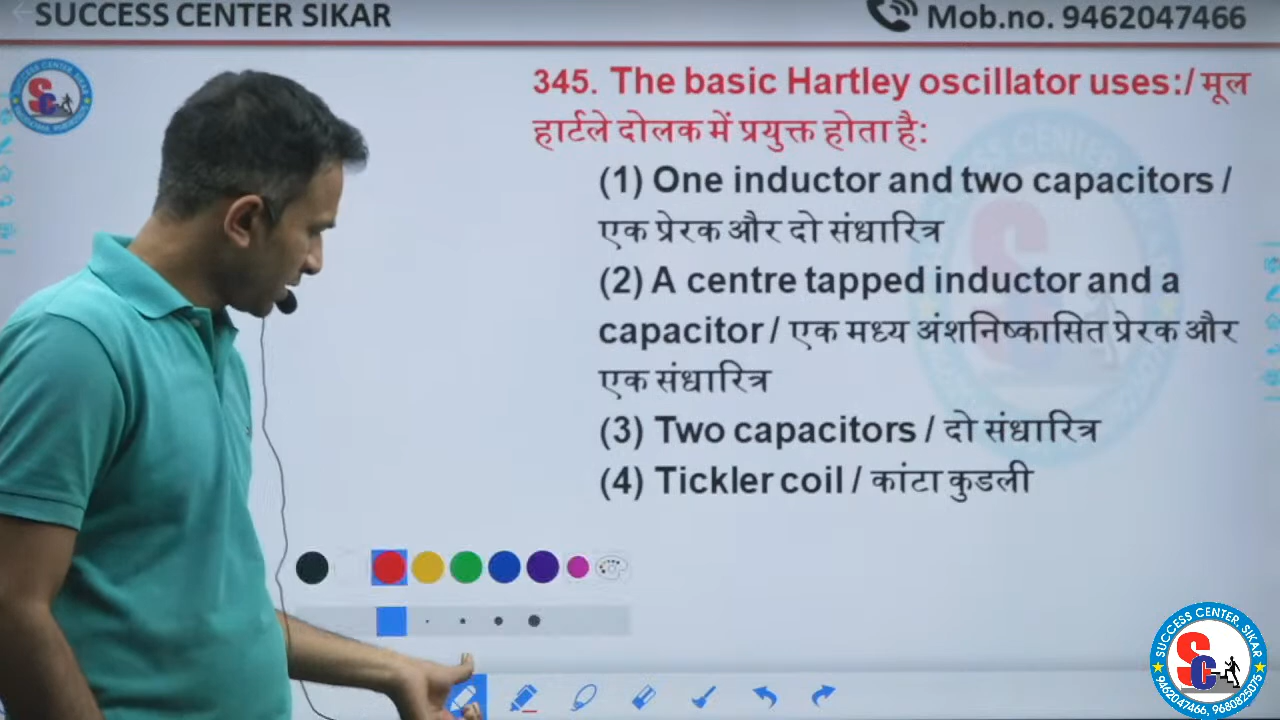 SUCCESS CENTER SIKAR
Mob.no. 9462047466
345. The basic Hartley oscillator uses:/ मूल
हार्टले दोलक में प्रयुक्त होता है:
(1) One inductor and two capacitors /
एक प्रेरक और दो संधारित्र
(2) A centre tapped inductor and a
capacitor / एक मध्य अंशनिष्कासित प्रेरक और
एक संधारित्र
(3) Two capacitors / दो संधारित्र
(4) Tickler coil / कांटा कुडली
SUCCESS CENTER, SIKAR
SC
9462047466, 9680825075